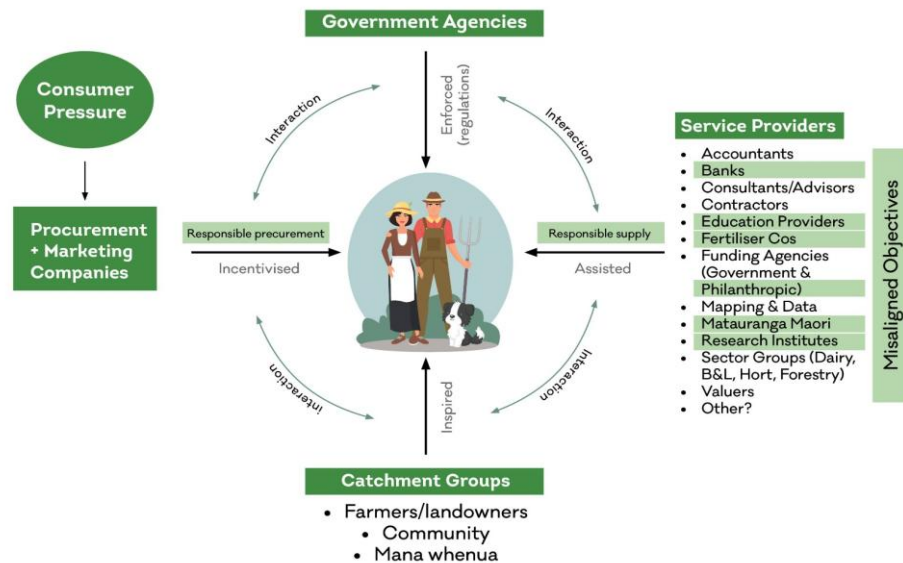 Government Agencies
Consumer
Pressure
Enforced
(regulations)
Interaction
Interaction
Service Providers
• Accountants
• Banks
• Consultants/Advisors
• Contractors
• Education Providers
• Fertiliser Cos
• Funding Agencies
(Government &
Philanthropic)
• Mapping & Data
• Matauranga Maori
• Research Institutes
• Sector Groups (Dairy,
B&L, Hort, Forestry)
• Valuers
• Other?
Misaligned Objectives
Procurement
+ Marketing
Companies
Responsible procurement
Incentivised
Responsible supply
Assisted
interaction
Interaction
Inspired
Catchment Groups
• Farmers/landowners
• Community
• Mana whenua